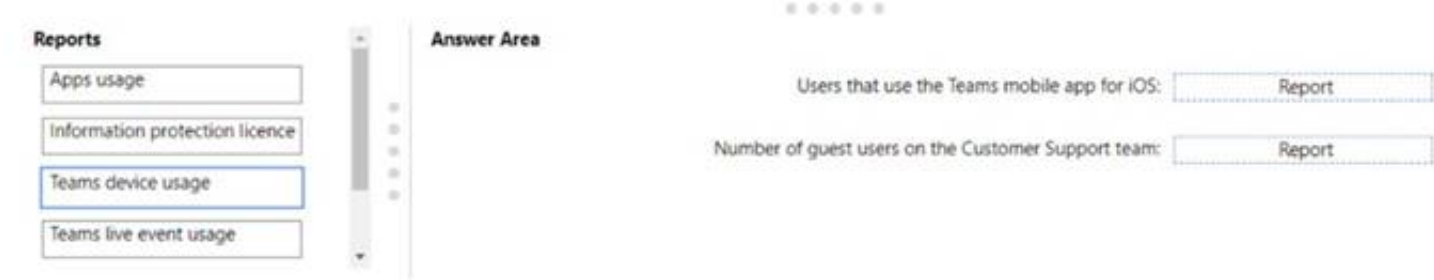 Reports
Apps usage
Information protection licence
Teams device usage
Teams live event usage
Answer Area
Users that use the Teams mobile app for iOS:
Report
Number of guest users on the Customer Support team:
Report